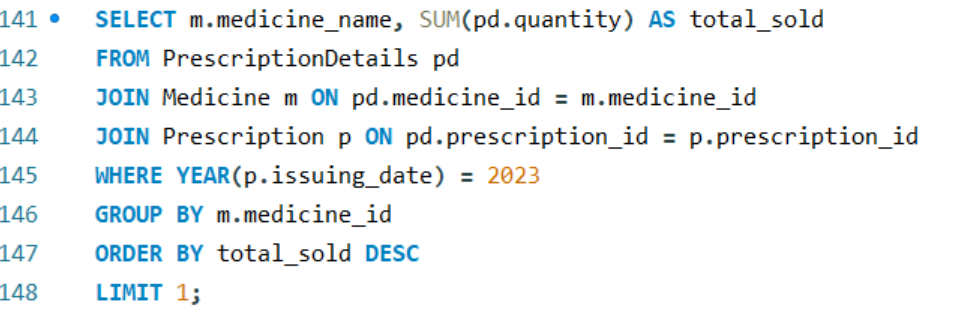 141 SELECT m.medicine_name, SUM(pd.quantity) AS total_sold
142 FROM PrescriptionDetails pd
143 JOIN Medicine m ON pd.medicine_id = m.medicine_id
144 JOIN Prescription p ON pd.prescription_id = p.prescription_id
145 WHERE YEAR(p.issuing_date) = 2023
146 GROUP BY m.medicine_id
147 ORDER BY total_sold DESC
148 LIMIT 1;